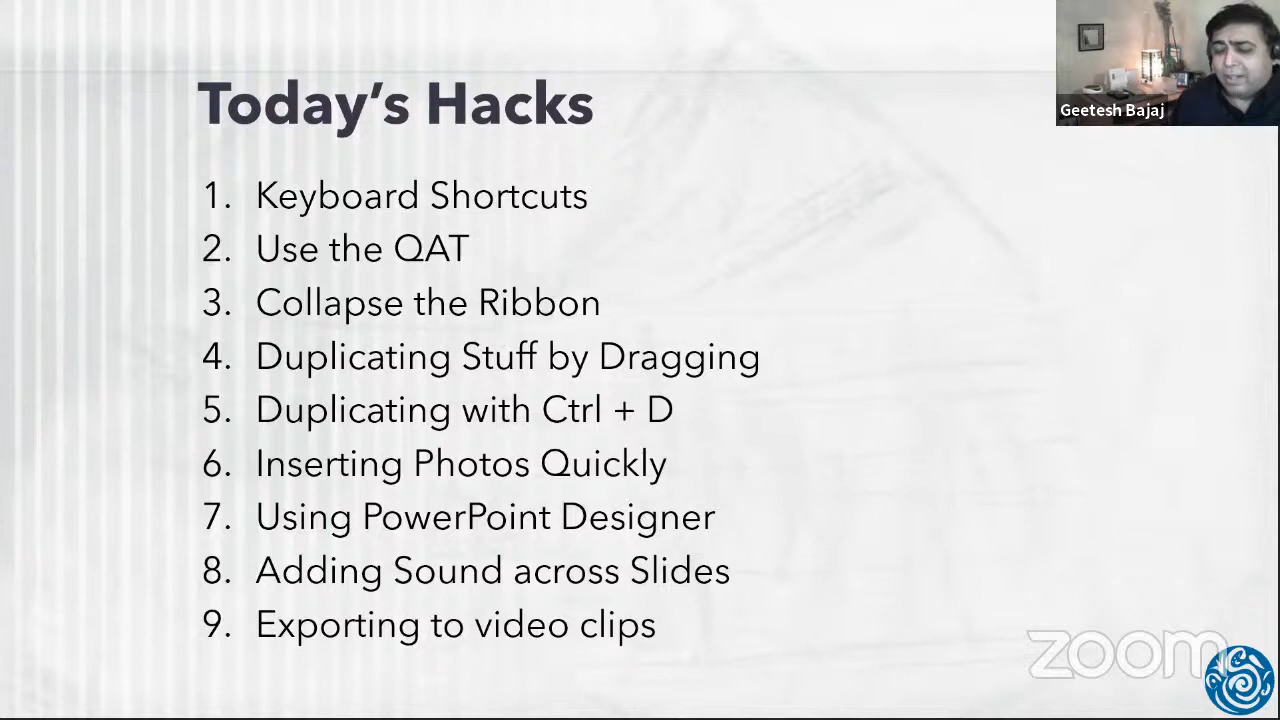 Today's Hacks
1. Keyboard Shortcuts
2. Use the QAT
3. Collapse the Ribbon
4. Duplicating Stuff by Dragging
5. Duplicating with Ctrl + D
6. Inserting Photos Quickly
7. Using PowerPoint Designer
8. Adding Sound across Slides
9. Exporting to video clips
Geetesh Bajaj
zoom